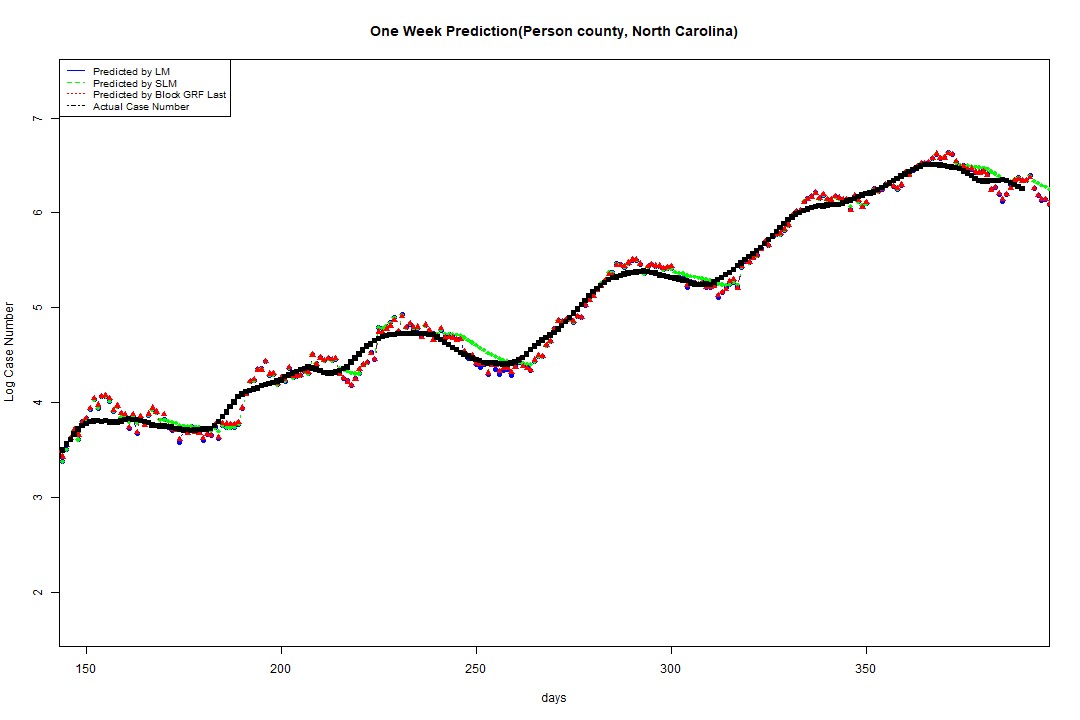 One Week Prediction(Person county, North Carolina)
Predicted by LM
Predicted by SLM
Predicted by Block GRF Last
Actual Case Number
7
6
5
4
3
2
Log Case Number
150 200 250 300 350
days